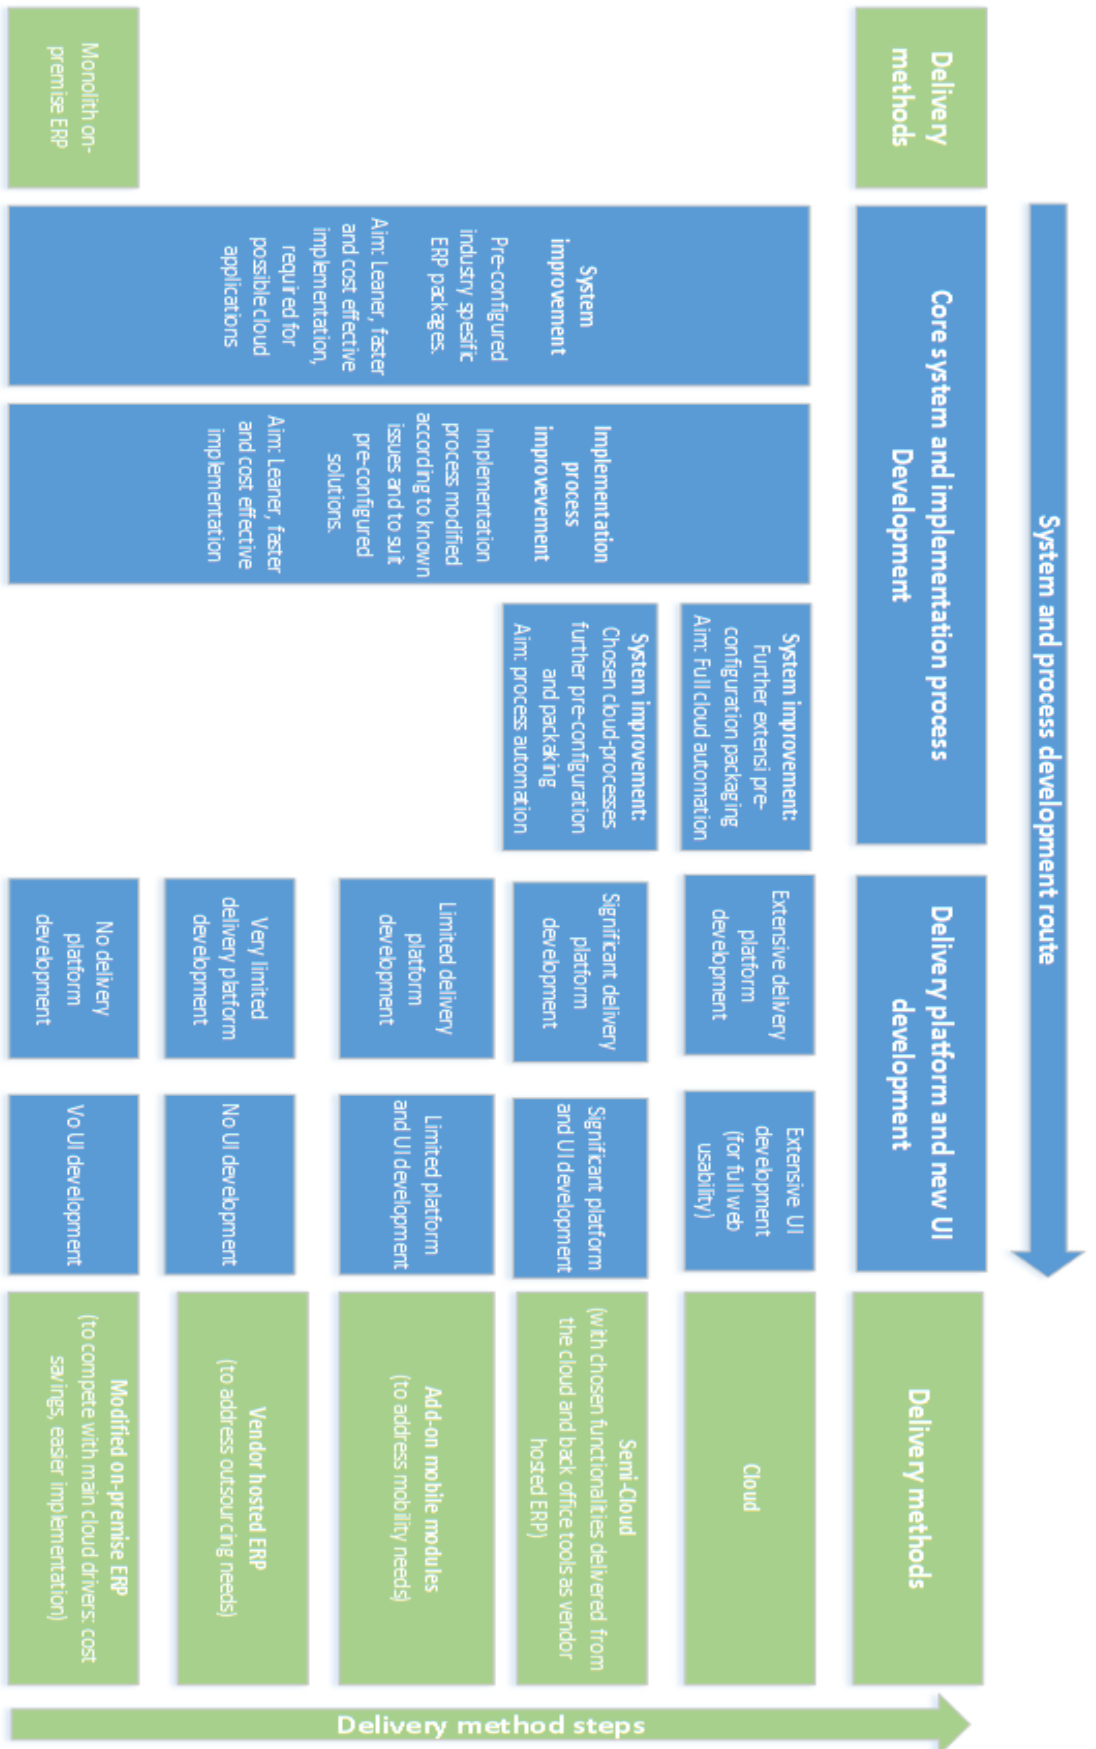 System and process development route
Delivery
methods
Core system and implementation process
Development
Delivery platform and new UI
development
Delivery methods
System
improvement
Pre-configured
industry spesific
ERP packages.
Aim: Leaner, faster
and cost effective
implementation,
required for
possible cloud
applications
Implementation
process
improvevement
Implementation
process modified
according to known
issues and to suit
pre-configured
solutions.
Aim: Leaner, faster
and cost effective
implementation
System improvement:
Further extensi pre-
configuration packaging
Aim: Full cloud automation
Extensive delivery
platform
development
Extensive UI
development
(for full web
usability)
Cloud
System improvement:
Chosen cloud-processes
further pre-configuration
and packaking
Aim: process automation
Significant delivery
platform
development
Significant platform
and UI development
Semi-Cloud
(with chosen functionalities delivered from
the cloud and back office tools as vendor
hosted ERP)
Limited delivery
platform
development
Limited platform
and UI development
Add-on mobile modules
(to address mobility needs)
Very limited
delivery platform
development
No UI development
Vendor hosted ERP
(to address outsourcing needs)
Monolith on-
premise ERP
No delivery
platform
development
Vo UI development
Modified on-premise ERP
(to compete with main cloud drivers: cost
savings, easier implementation)
Delivery method steps